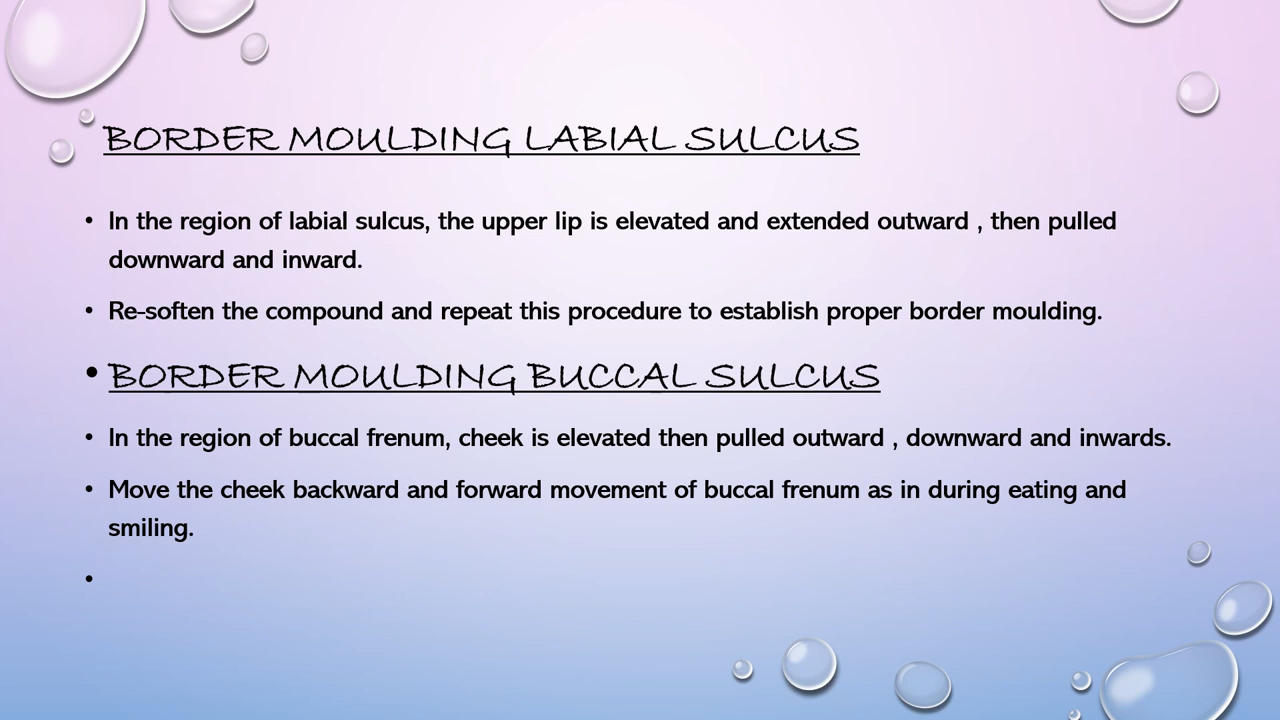 BORDER MOULDING LABIAL SULCUS
• In the region of labial sulcus, the upper lip is elevated and extended outward , then pulled
downward and inward.
• Re-soften the compound and repeat this procedure to establish proper border moulding.
• BORDER MOULDING BUCCAL SULCUS
• In the region of buccal frenum, cheek is elevated then pulled outward , downward and inwards.
• Move the cheek backward and forward movement of buccal frenum as in during eating and
smiling.
•